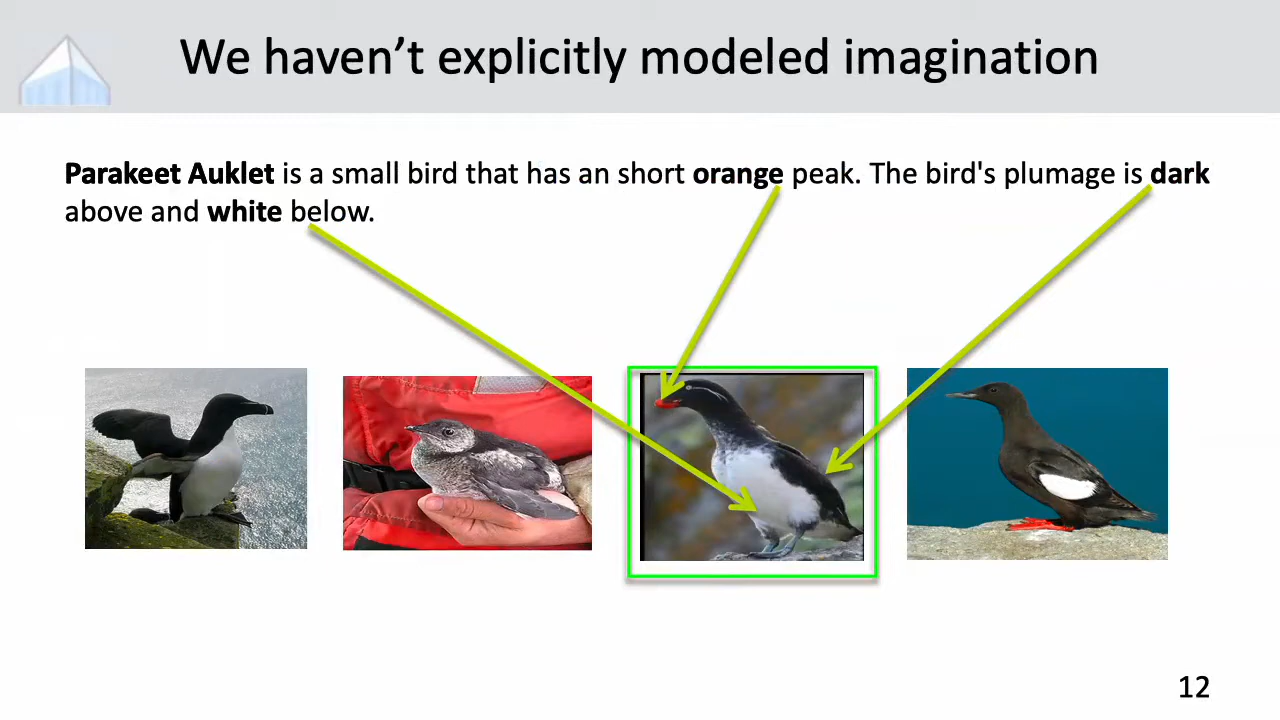 We haven’t explicitly modeled imagination
Parakeet Auklet is a small bird that has an short orange peak. The bird's plumage is dark
above and white below.
12